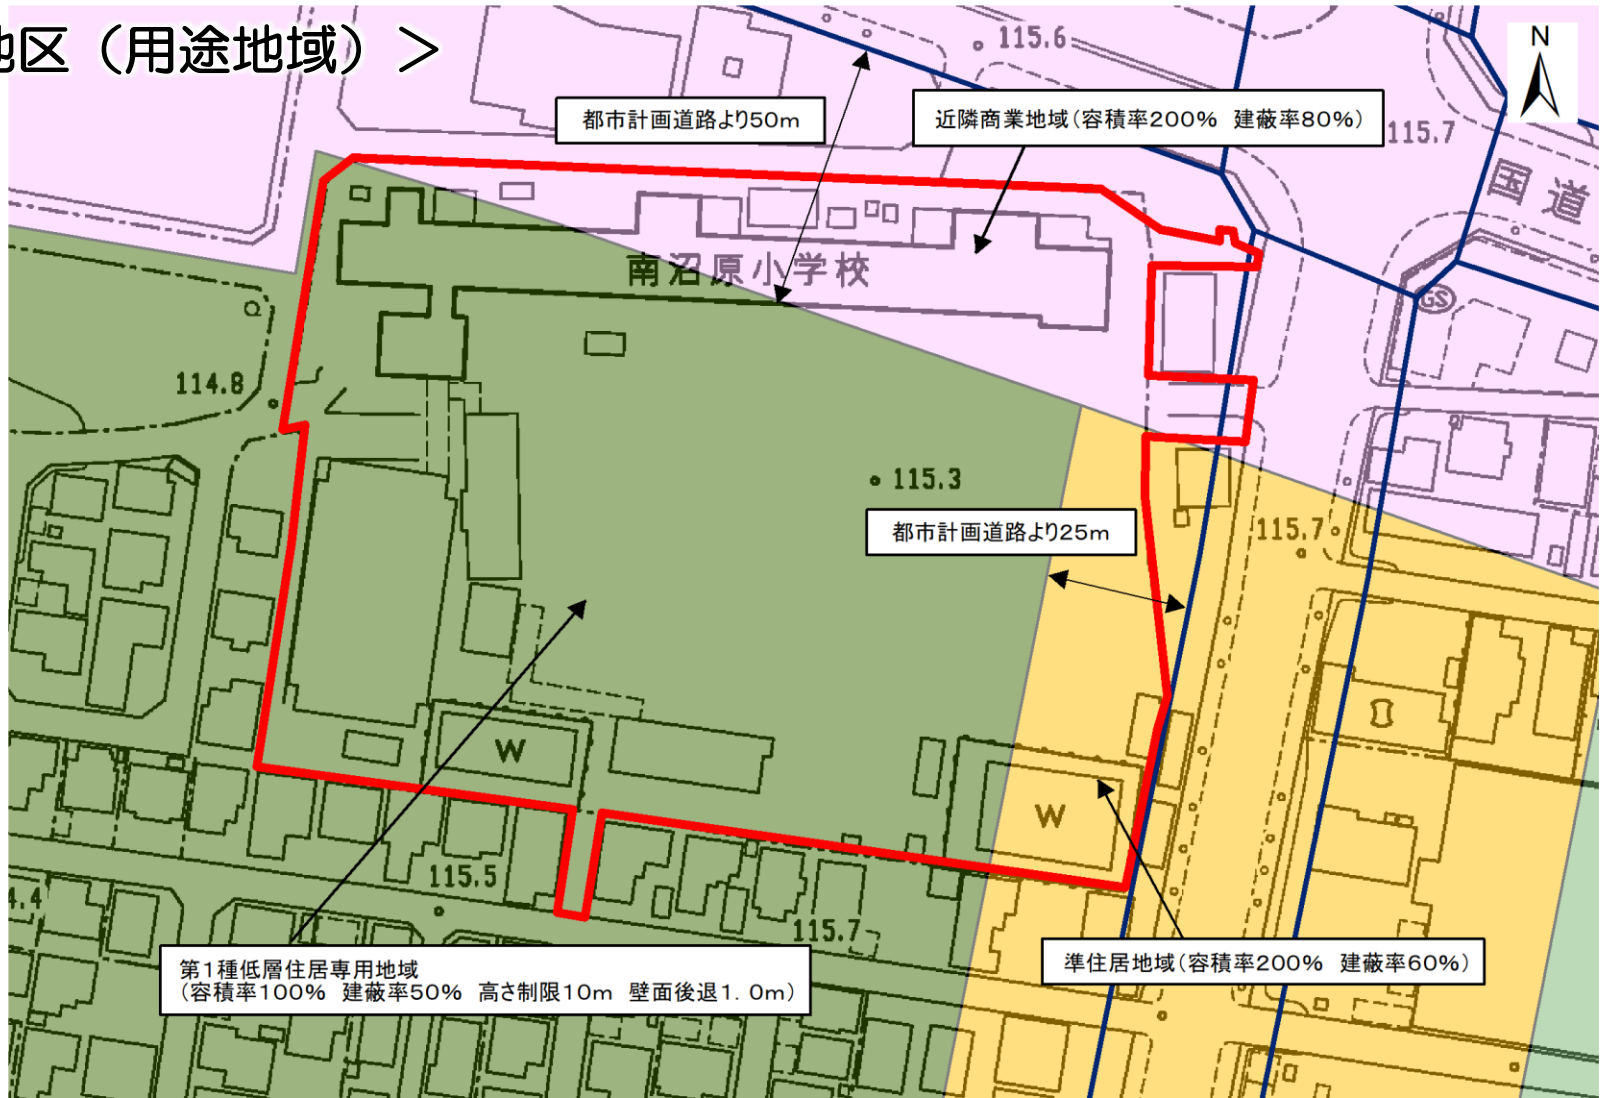 地区（用途地域）＞
N
115.6
都市計画道路より50m
近隣商業地域（容積率200% 建蔽率80%）
115.7
国道
南沼原小学校
GS
114.8
115.3
都市計画道路より25m
115.7
W
W
115.5
115.7
第1種低層住居専用地域
（容積率100% 建蔽率50% 高さ制限10m 壁面後退1．0m）
準住居地域（容積率200% 建蔽率60%）